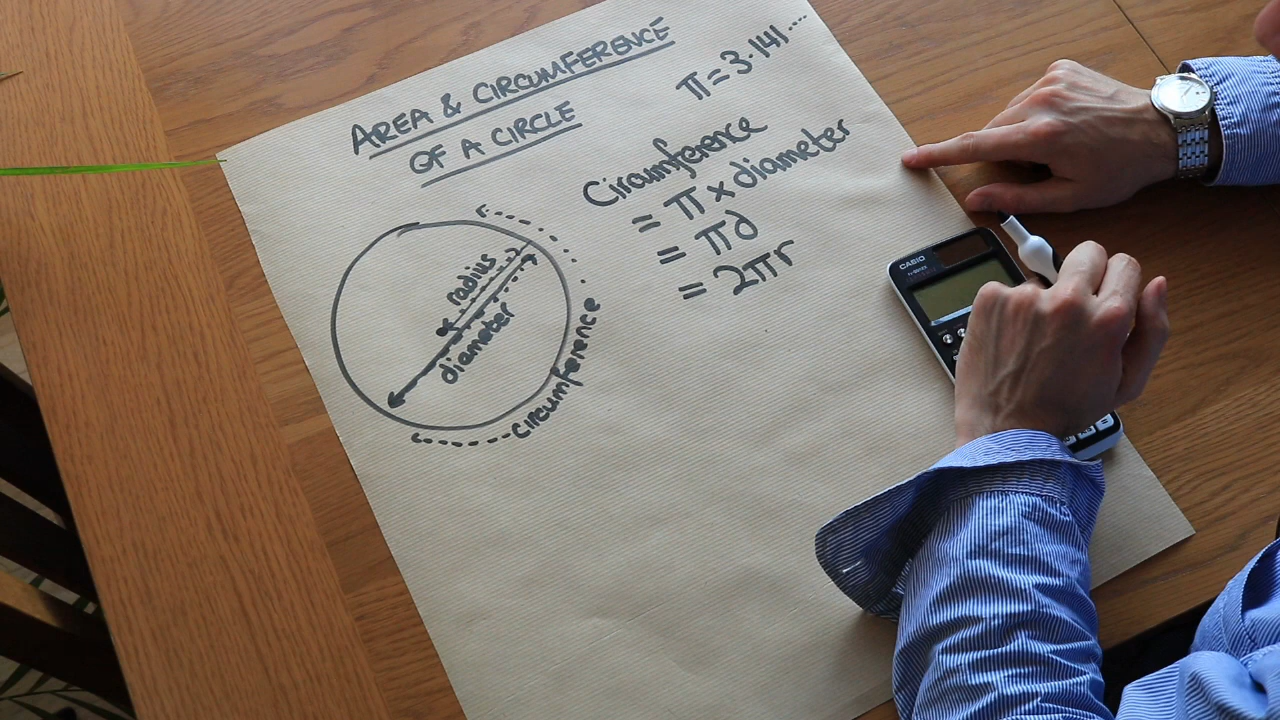 AREA & CIRCUMFERENCE
OF A CIRCLE
π = 3.141....
Circumference
= π x diameter
= πd
= 2πr
radius
diameter
circumference
CASIO